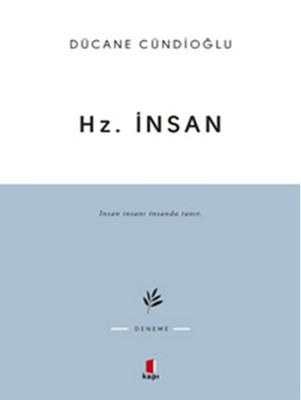 DÜCANE CÜNDİOĞLU
Hz. İNSAN
İnsan insanı insanda tanır.
DENEME
kapı